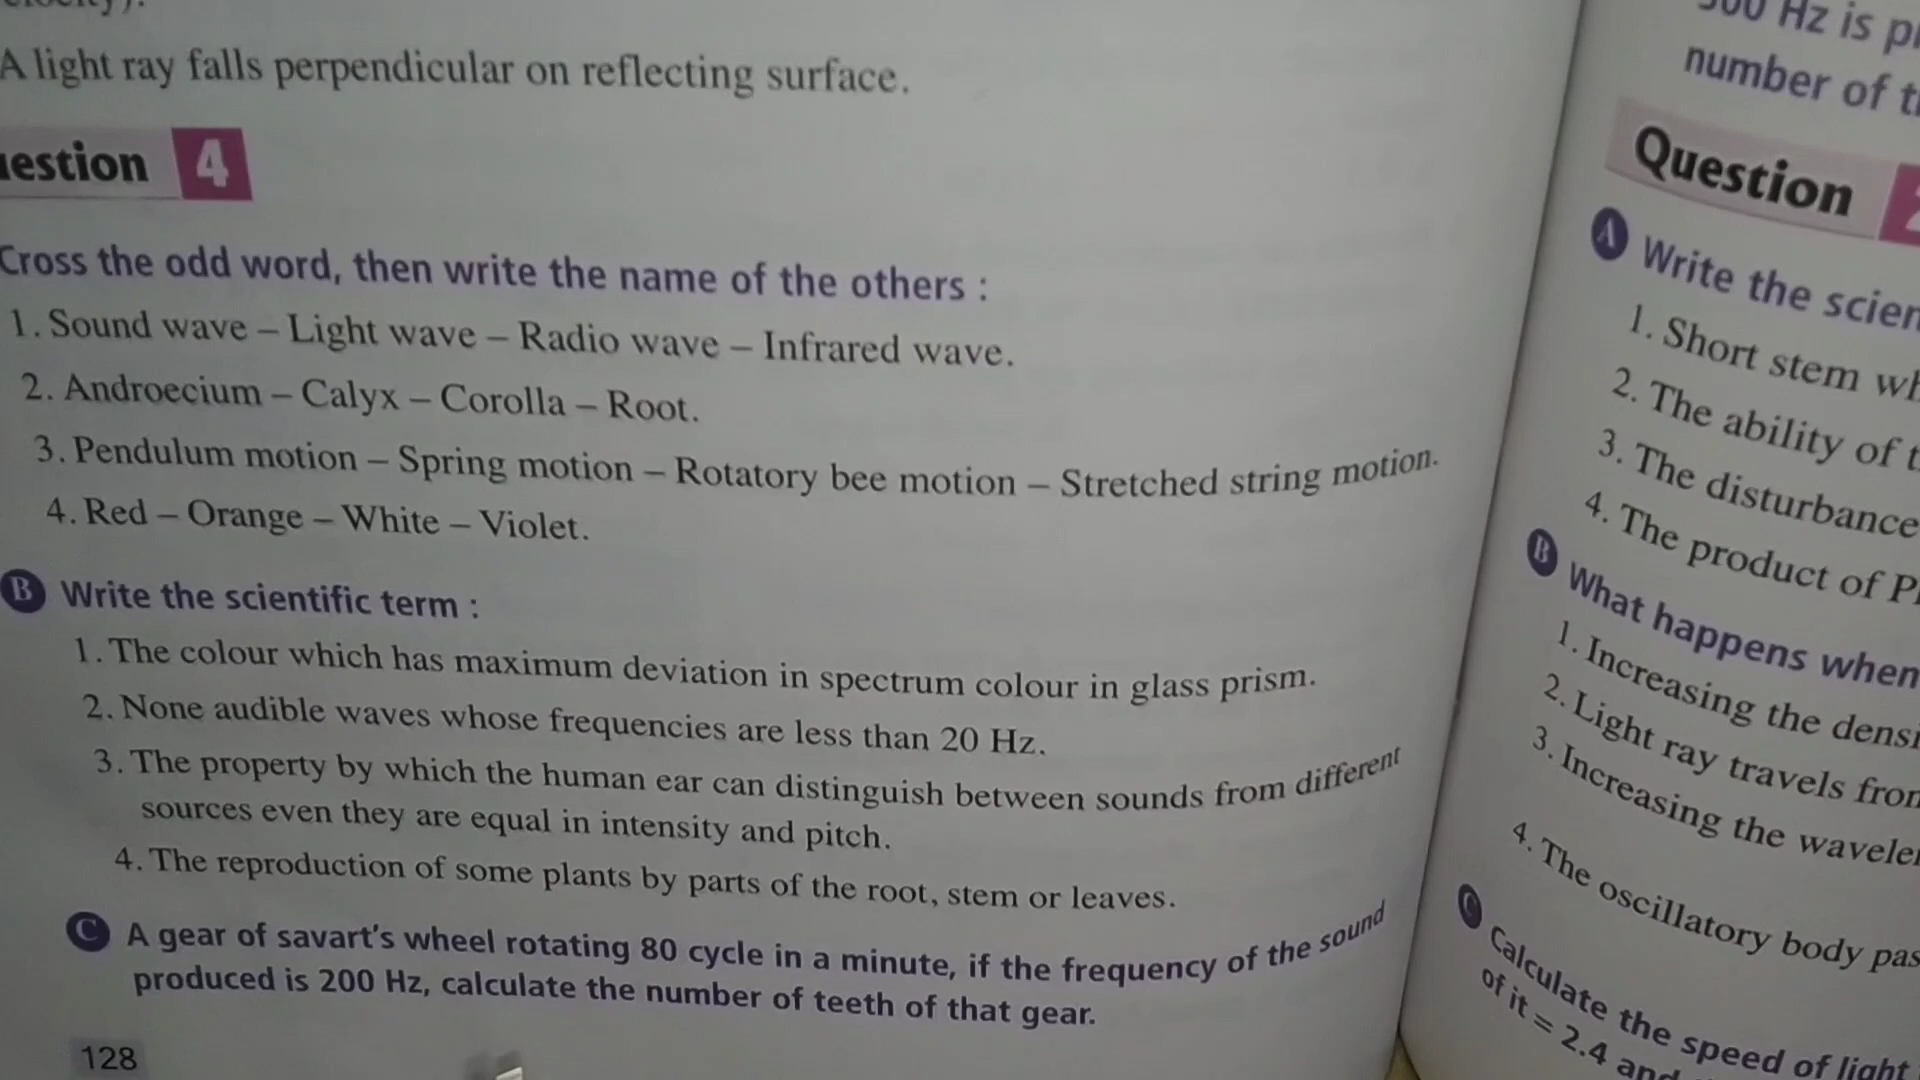 A light ray falls perpendicular on reflecting surface.
Question 4
Cross the odd word, then write the name of the others :
1. Sound wave – Light wave – Radio wave – Infrared wave.
2. Androecium – Calyx – Corolla – Root.
3. Pendulum motion – Spring motion – Rotatory bee motion – Stretched string motion.
4. Red – Orange – White – Violet.
B Write the scientific term :
1. The colour which has maximum deviation in spectrum colour in glass prism.
2. None audible waves whose frequencies are less than 20 Hz.
3. The property by which the human ear can distinguish between sounds from different
sources even they are equal in intensity and pitch.
4. The reproduction of some plants by parts of the root, stem or leaves.
C A gear of savart's wheel rotating 80 cycle in a minute, if the frequency of the sound
produced is 200 Hz, calculate the number of teeth of that gear.
128
Hz is
number of
Question
A Write the
1. Short stem
2. The ability of
3. The disturbance
4. The product of
B What happens when
1. Increasing the
2. Light ray travels
3. Increasing the
4. The oscillatory body
C Calculate the speed of light
of it = 2.4 and